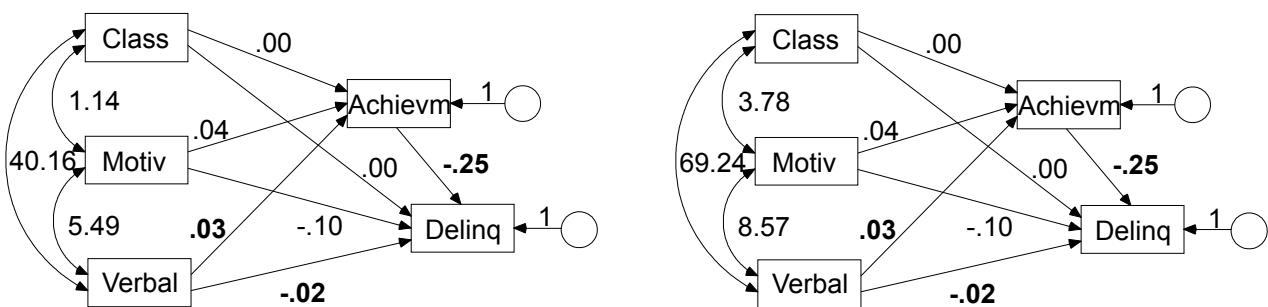 Class
.00
1.14
Achievm
1
.04
40.16
Motiv
.00
-.25
5.49
.03
-.10
Delinq
1
Verbal
-.02
Class
.00
3.78
Achievm
1
.04
69.24
Motiv
.00
-.25
8.57
.03
-.10
Delinq
1
Verbal
-.02